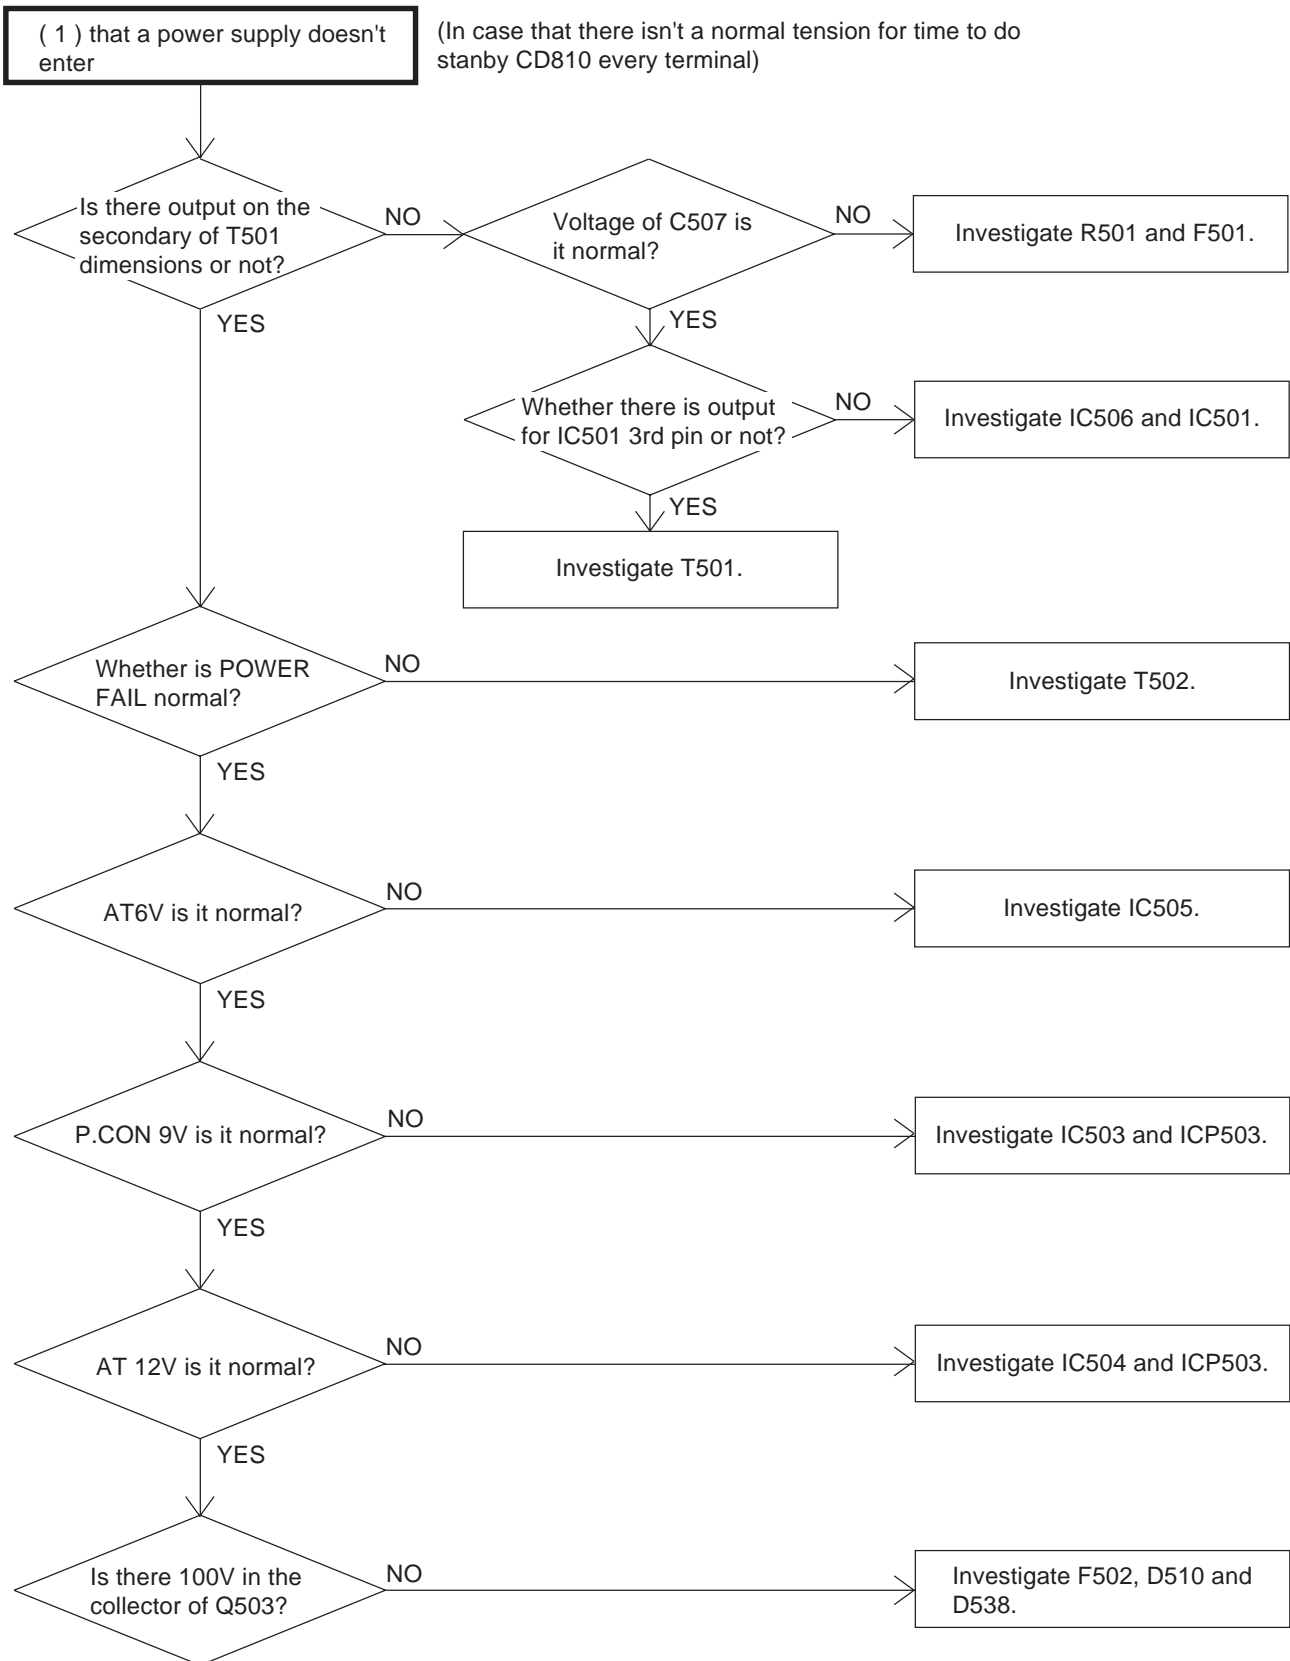 ( 1 ) that a power supply doesn't
enter
(In case that there isn't a normal tension for time to do
stanby CD810 every terminal)
Is there output on the
secondary of T501
dimensions or not?
NO
Voltage of C507 is
it normal?
NO
Investigate R501 and F501.
YES
YES
Whether there is output
for IC501 3rd pin or not?
NO
Investigate IC506 and IC501.
YES
Investigate T501.
Whether is POWER
FAIL normal?
NO
Investigate T502.
YES
AT6V is it normal?
NO
Investigate IC505.
YES
P.CON 9V is it normal?
NO
Investigate IC503 and ICP503.
YES
AT 12V is it normal?
NO
Investigate IC504 and ICP503.
YES
Is there 100V in the
collector of Q503?
NO
Investigate F502, D510 and
D538.